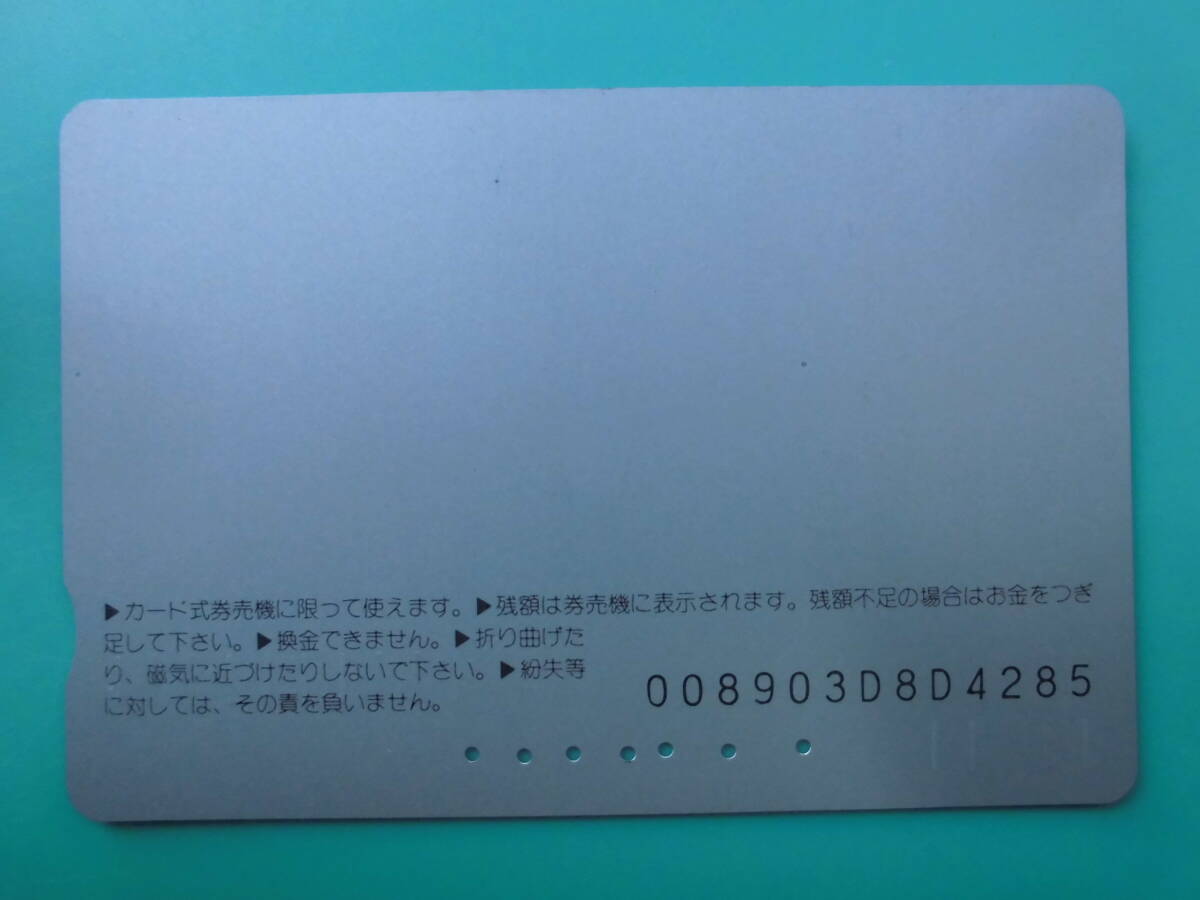 ▶カード式券売機に限って使えます。▶残額は券売機に表示されます。残額不足の場合はお金をつぎ
足して下さい。▶換金できません。▶折り曲げた
り、磁気に近づけたりしないで下さい。▶紛失等
に対しては、その責を負いません。
008903D8D4285